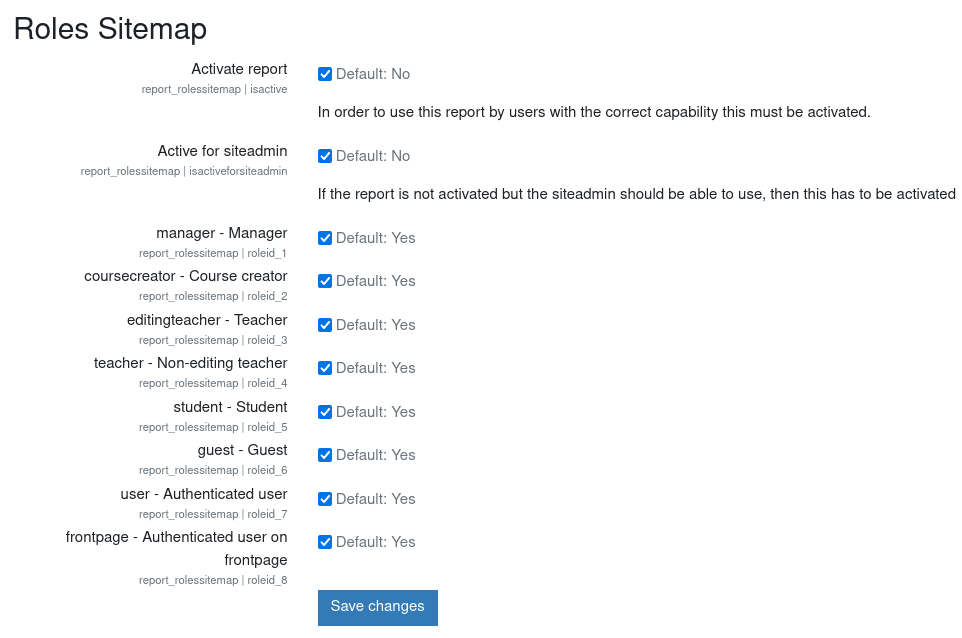 Roles Sitemap
Activate report
Default: No
report_rolessitemap | isactive
In order to use this report by users with the correct capability this must be activated.
Active for siteadmin
Default: No
report_rolessitemap | isactiveforsiteadmin
If the report is not activated but the siteadmin should be able to use, then this has to be activated
manager - Manager
Default: Yes
report_rolessitemap | roleid_1
coursecreator - Course creator
Default: Yes
report_rolessitemap | roleid_2
editingteacher - Teacher
Default: Yes
report_rolessitemap | roleid_3
teacher - Non-editing teacher
Default: Yes
report_rolessitemap | roleid_4
student - Student
Default: Yes
report_rolessitemap | roleid_5
guest - Guest
Default: Yes
report_rolessitemap | roleid_6
user - Authenticated user
Default: Yes
report_rolessitemap | roleid_7
frontpage - Authenticated user on
frontpage
Default: Yes
report_rolessitemap | roleid_8
Save changes